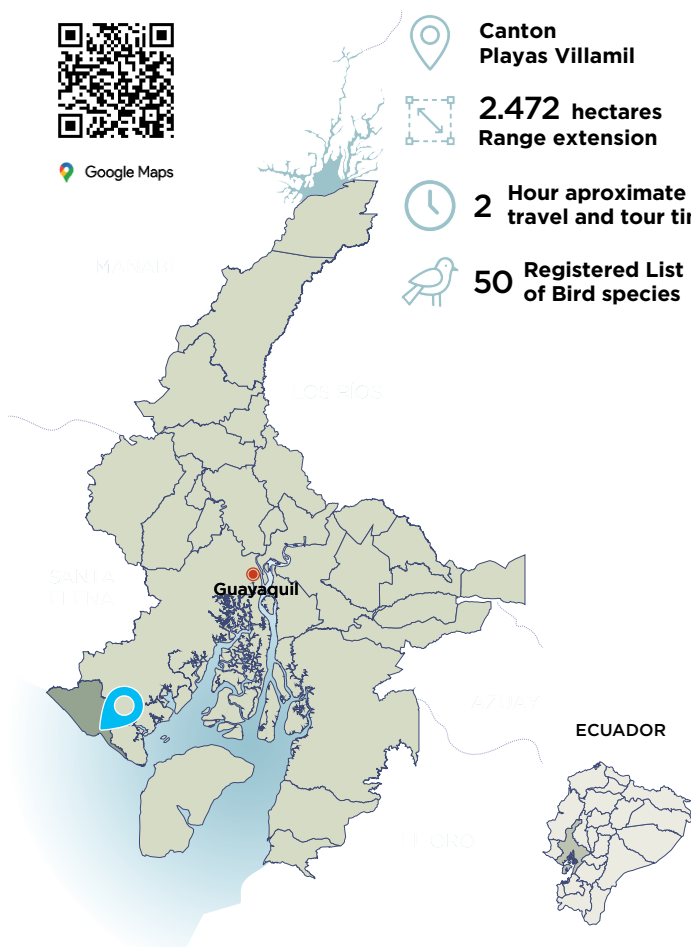 Canton
Playas Villamil
2.472 hectares
Range extension
2 Hour aproximate
travel and tour tim
50 Registered List
of Bird species
Google Maps
MANABÍ
LOS RÍOS
Guayaquil
SANTA
ELENA
AZUAY
ECUADOR
EL ORO